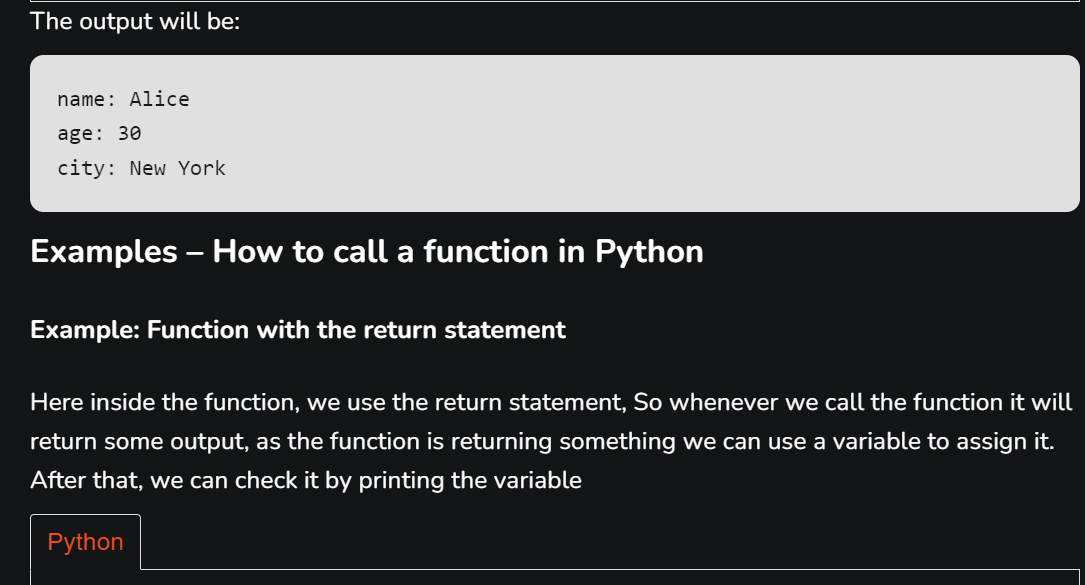 The output will be:
name: Alice
age: 30
city: New York
Examples – How to call a function in Python
Example: Function with the return statement
Here inside the function, we use the return statement, So whenever we call the function it will
return some output, as the function is returning something we can use a variable to assign it.
After that, we can check it by printing the variable
Python